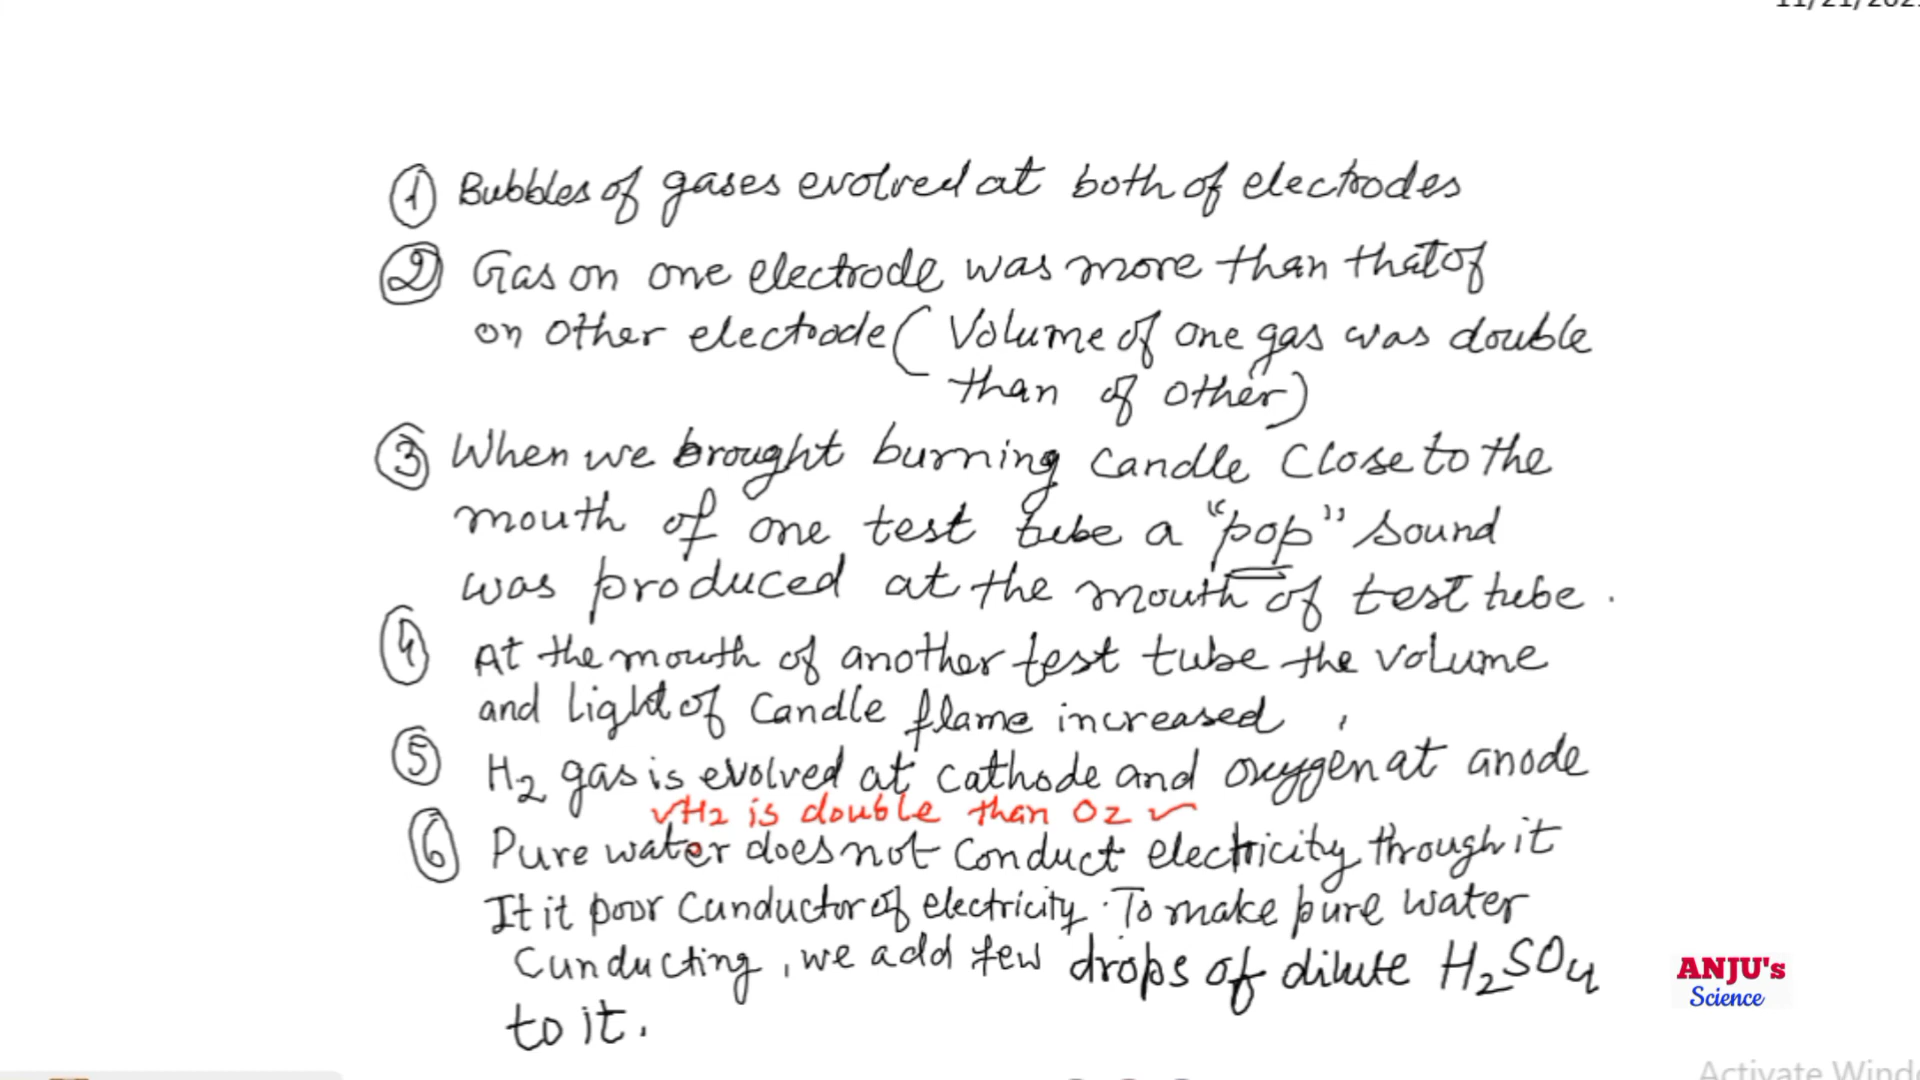 11/21/202
① Bubbles of gases evolved at both of electrodes
② Gas on one electrode was more than that of
on other electrode ( Volume of one gas was double
than of other)
③ When we brought burning candle close to the
mouth of one test tube a "pop" sound
was produced at the mouth of test tube .
④ At the mouth of another test tube the volume
and light of candle flame increased .
⑤ H₂ gas is evolved at cathode and oxygen at anode
✓H2 is double than O2 ✓
⑥ Pure water does not conduct electricity through it
It it poor cunductor of electricity . To make pure water
cunducting , we add few drops of dilute H₂SO₄
to it .
ANJU's
Science
Activate Windo